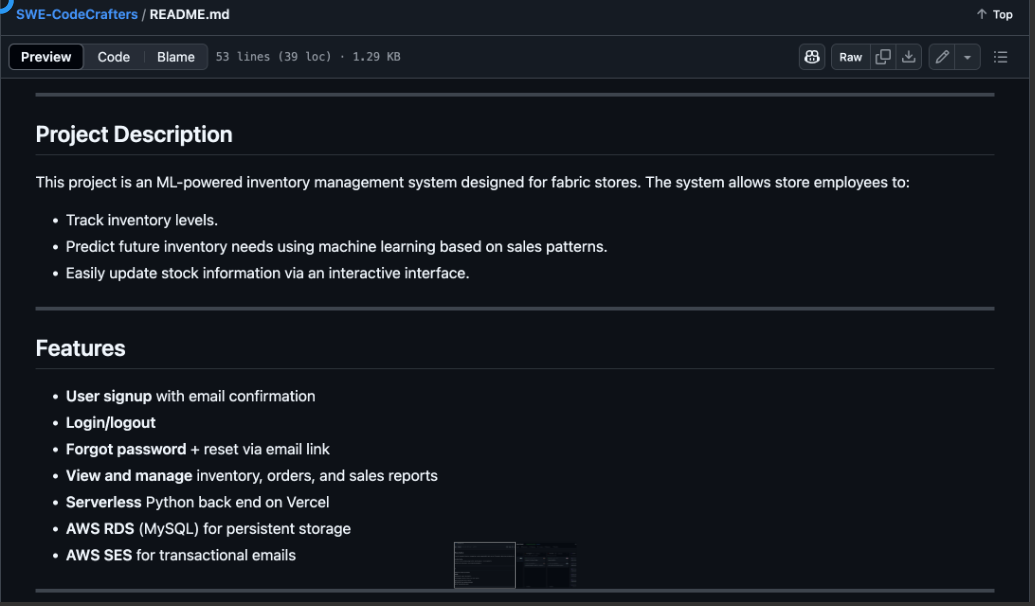 SWE-CodeCrafters / README.md
Top
Preview Code Blame 53 lines (39 loc) · 1.29 KB Raw
Project Description
This project is an ML-powered inventory management system designed for fabric stores. The system allows store employees to:
• Track inventory levels.
• Predict future inventory needs using machine learning based on sales patterns.
• Easily update stock information via an interactive interface.
Features
• User signup with email confirmation
• Login/logout
• Forgot password + reset via email link
• View and manage inventory, orders, and sales reports
• Serverless Python back end on Vercel
• AWS RDS (MySQL) for persistent storage
• AWS SES for transactional emails